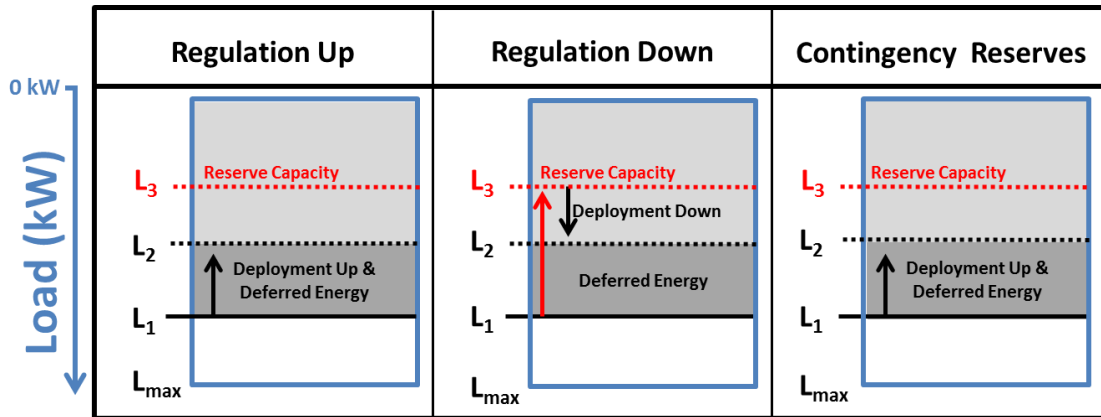 Regulation Up
Regulation Down
Contingency Reserves
0 kW
Load (kW)
Reserve Capacity
L3
Deployment Up &
Deferred Energy
L2
L1
Lmax
Reserve Capacity
L3
Deployment Down
L2
Deferred Energy
L1
Lmax
Reserve Capacity
L3
L2
Deployment Up &
Deferred Energy
L1
Lmax